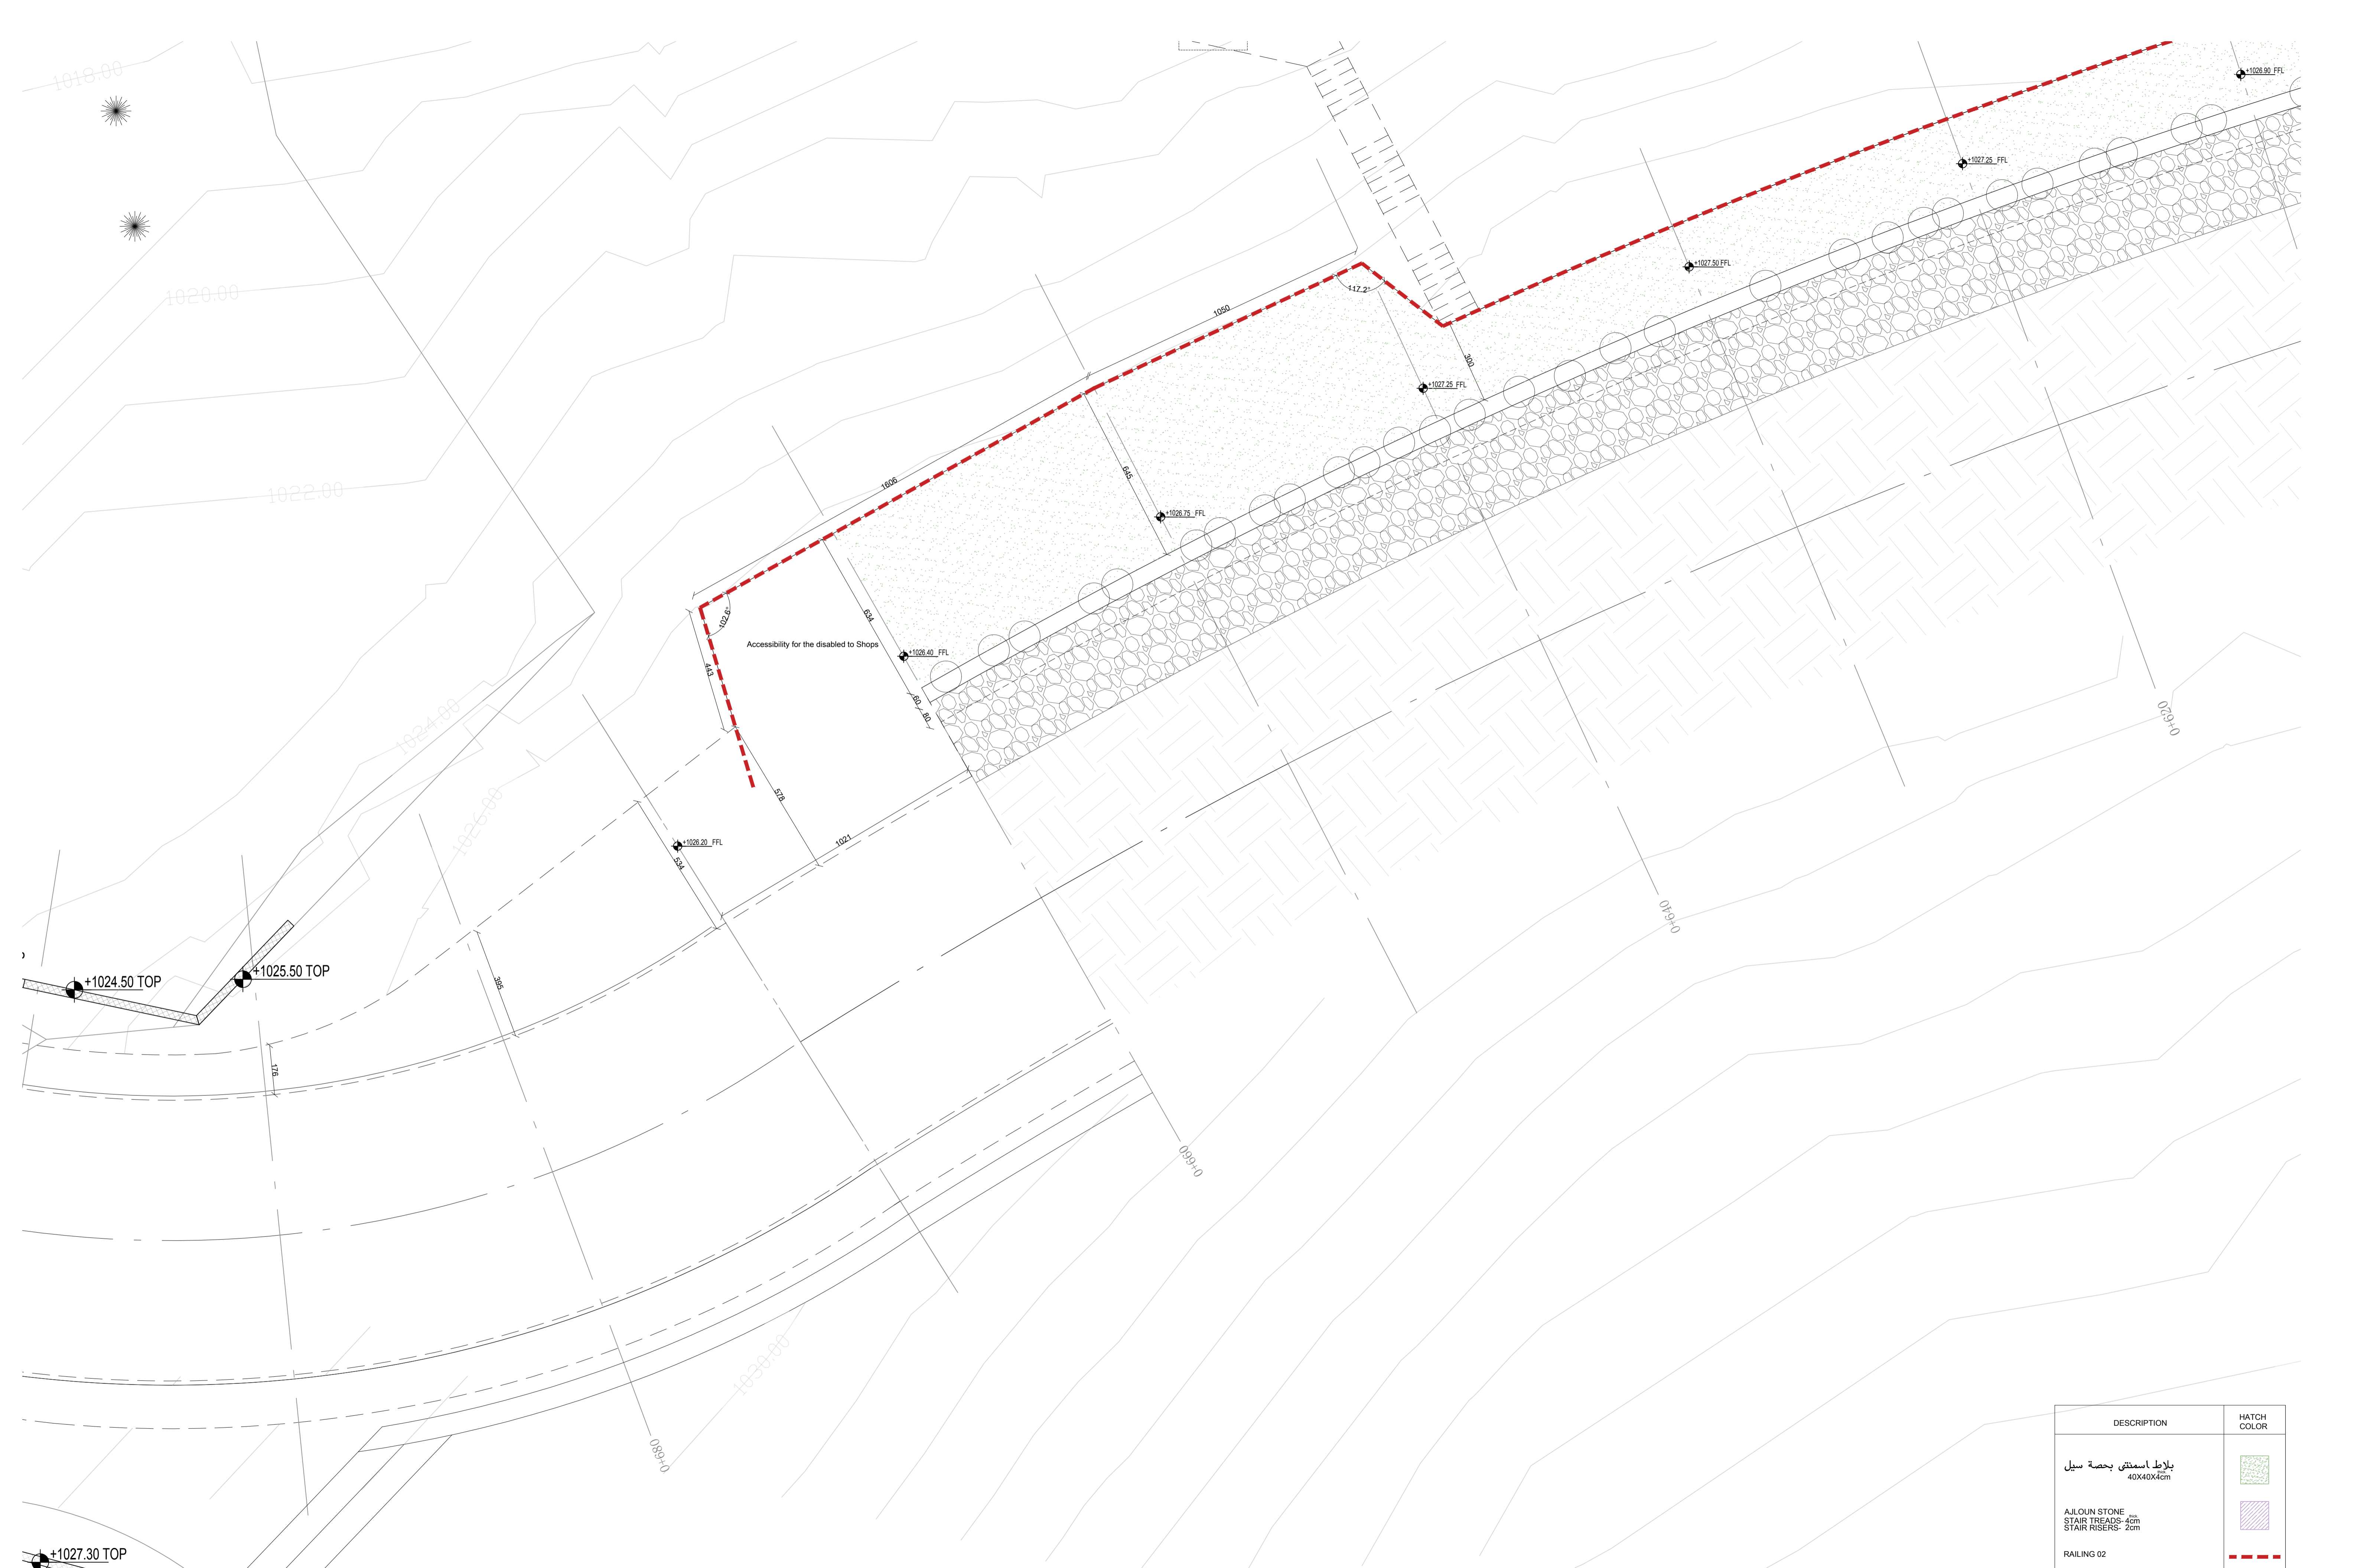 1018.00
+1026.90 FFL
+1027.25 FFL
1020.00
+1027.50 FFL
117.2°
1050
300
+1027.25 FFL
1606
645
1022.00
+1026.75 FFL
102.6°
634
Accessibility for the disabled to Shops
+1026.40 FFL
443
60
80
0+620
1024.00
578
1026.00
1021
+1026.20 FFL
534
0+640
+1025.50 TOP
+1024.50 TOP
395
176
0+660
1030.00
0+680
DESCRIPTION
HATCH
COLOR
بلاط اسمنتي بحصة سيل
thick
40X40X4cm
AJLOUN STONE
thick
STAIR TREADS- 4cm
STAIR RISERS- 2cm
RAILING 02
+1027.30 TOP